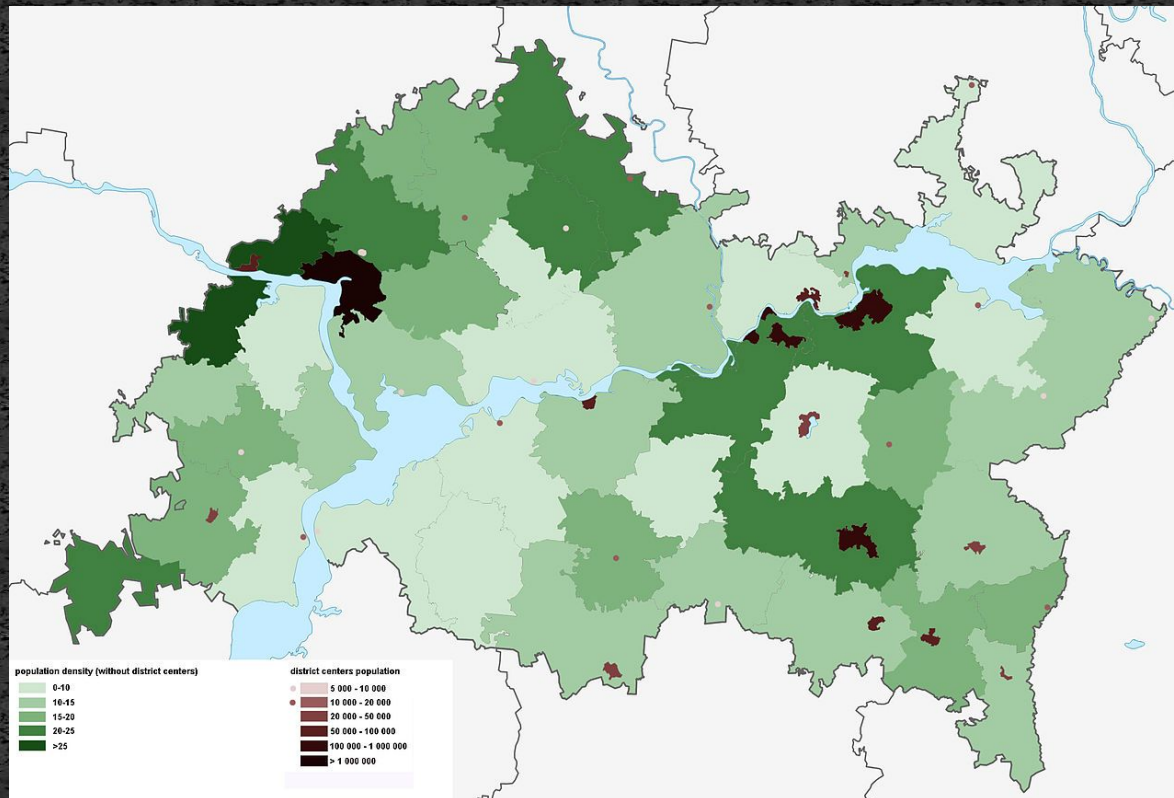 population density (without district centers)
0-10
10-15
15-20
20-25
>25
district centers population
5 000 - 10 000
10 000 - 20 000
20 000 - 50 000
50 000 - 100 000
100 000 - 1 000 000
> 1 000 000